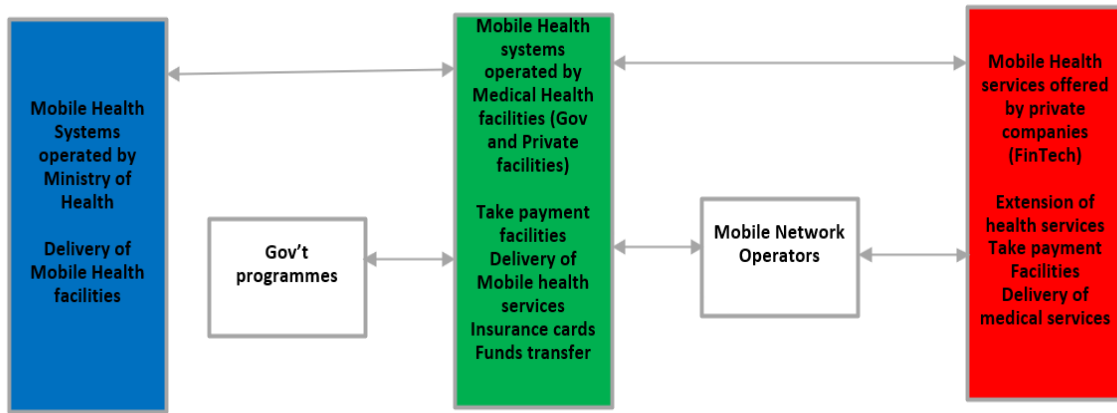 Mobile Health
Systems
operated by
Ministry of
Health
Delivery of
Mobile Health
facilities
Gov’t
programmes
Mobile Health
systems
operated by
Medical Health
facilities (Gov
and Private
facilities)
Take payment
facilities
Delivery of
Mobile health
services
Insurance cards
Funds transfer
Mobile Network
Operators
Mobile Health
services offered
by private
companies
(FinTech)
Extension of
health services
Take payment
Facilities
Delivery of
medical services